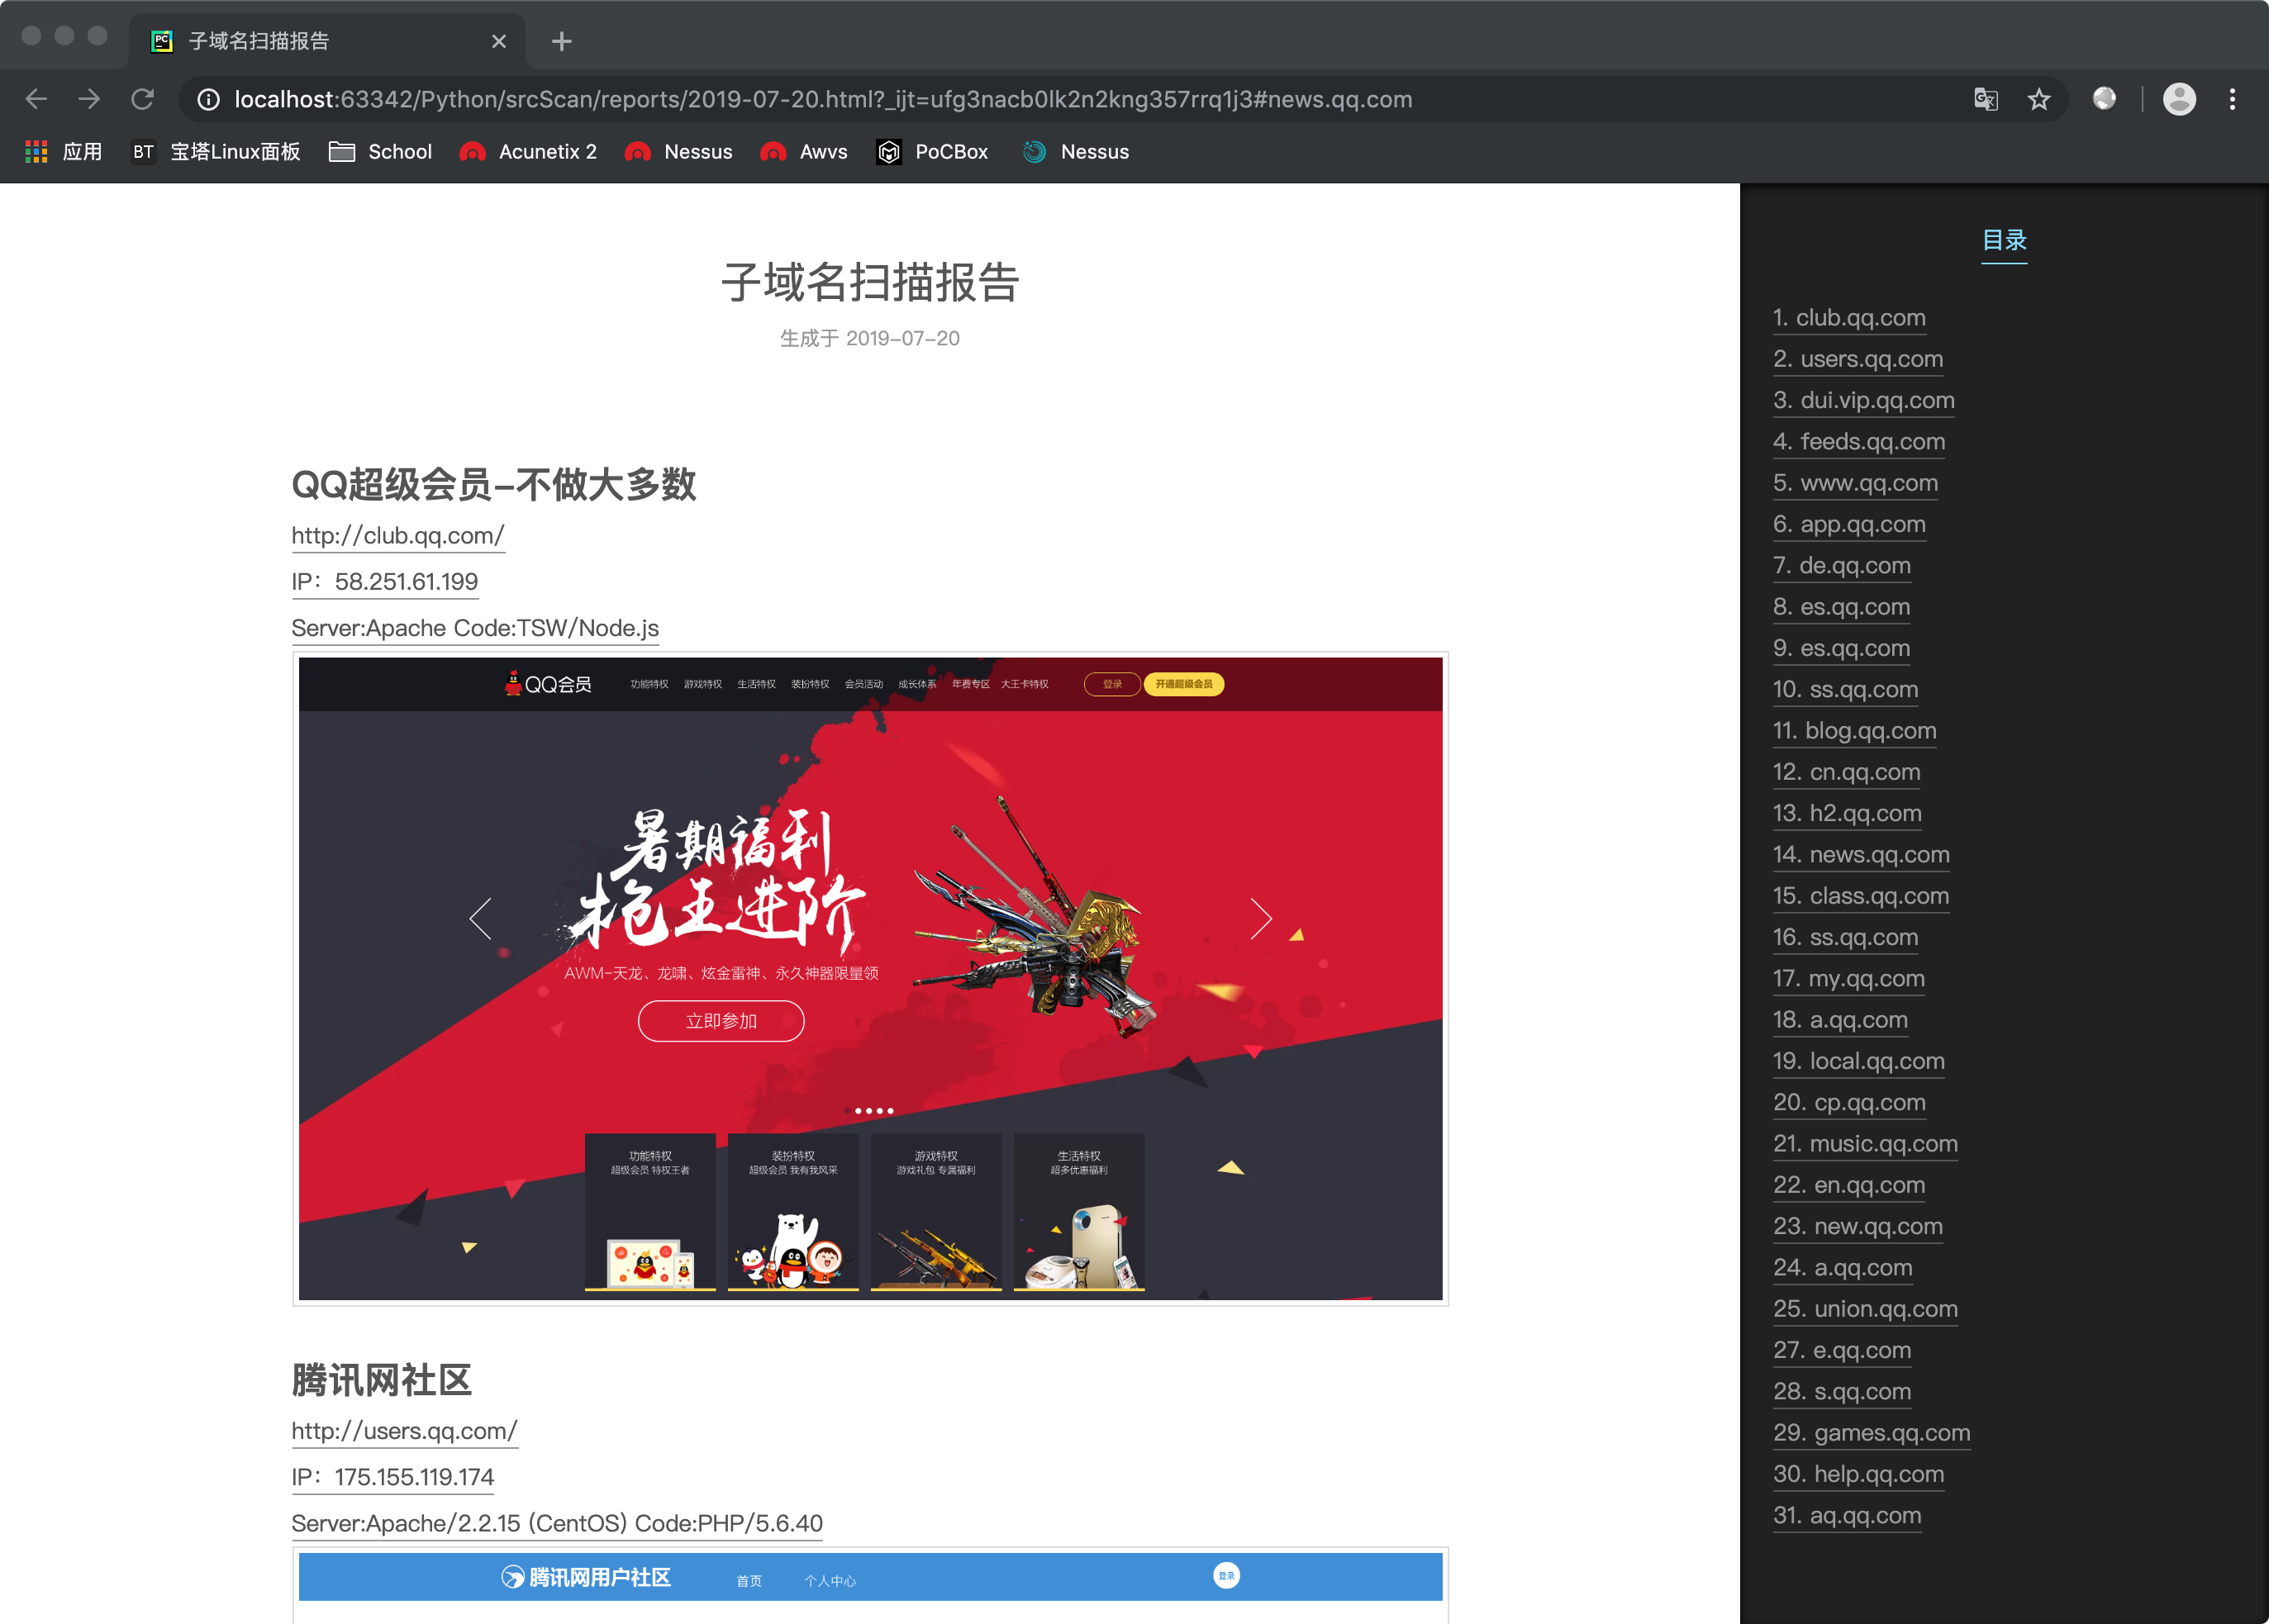 子域名扫描报告
localhost:63342/Python/srcScan/reports/2019-07-20.html?_ijt=ufg3nacb0lk2n2kng357rrq1j3#news.qq.com
应用 BT 宝塔Linux面板 School Acunetix 2 Nessus Awvs PoCBox Nessus
子域名扫描报告
生成于 2019-07-20
QQ超级会员-不做大多数
http://club.qq.com/
IP：58.251.61.199
Server:Apache Code:TSW/Node.js
QQ会员 功能特权 游戏特权 生活特权 装扮特权 会员活动 成长体系 年费专区 大王卡特权 登录 开通超级会员
暑期福利
枪王进阶
AWM-天龙、龙啸、炫金雷神、永久神器限量领
立即参加
功能特权 装扮特权 游戏特权 生活特权
超级会员 特权王者 超级会员 我有我风采 游戏礼包 专属福利 超多优惠福利
腾讯网社区
http://users.qq.com/
IP：175.155.119.174
Server:Apache/2.2.15 (CentOS) Code:PHP/5.6.40
腾讯网用户社区 首页 个人中心 登录
目录
1. club.qq.com
2. users.qq.com
3. dui.vip.qq.com
4. feeds.qq.com
5. www.qq.com
6. app.qq.com
7. de.qq.com
8. es.qq.com
9. es.qq.com
10. ss.qq.com
11. blog.qq.com
12. cn.qq.com
13. h2.qq.com
14. news.qq.com
15. class.qq.com
16. ss.qq.com
17. my.qq.com
18. a.qq.com
19. local.qq.com
20. cp.qq.com
21. music.qq.com
22. en.qq.com
23. new.qq.com
24. a.qq.com
25. union.qq.com
27. e.qq.com
28. s.qq.com
29. games.qq.com
30. help.qq.com
31. aq.qq.com